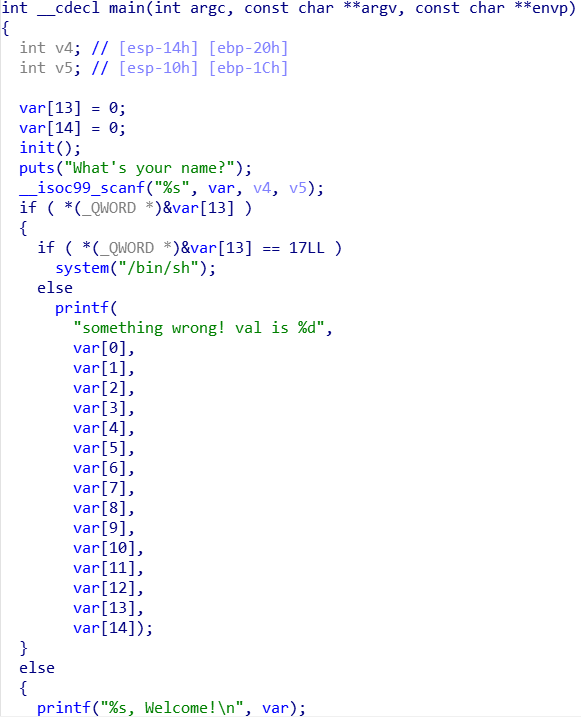 int __cdecl main(int argc, const char **argv, const char **envp)
{
  int v4; // [esp-14h] [ebp-20h]
  int v5; // [esp-10h] [ebp-1Ch]

  var[13] = 0;
  var[14] = 0;
  init();
  puts("What's your name?");
  __isoc99_scanf("%s", var, v4, v5);
  if ( *(_QWORD *)&var[13] )
  {
    if ( *(_QWORD *)&var[13] == 17LL )
      system("/bin/sh");
    else
      printf(
        "something wrong! val is %d",
        var[0],
        var[1],
        var[2],
        var[3],
        var[4],
        var[5],
        var[6],
        var[7],
        var[8],
        var[9],
        var[10],
        var[11],
        var[12],
        var[13],
        var[14]);
  }
  else
  {
    printf("%s, Welcome!\n", var);